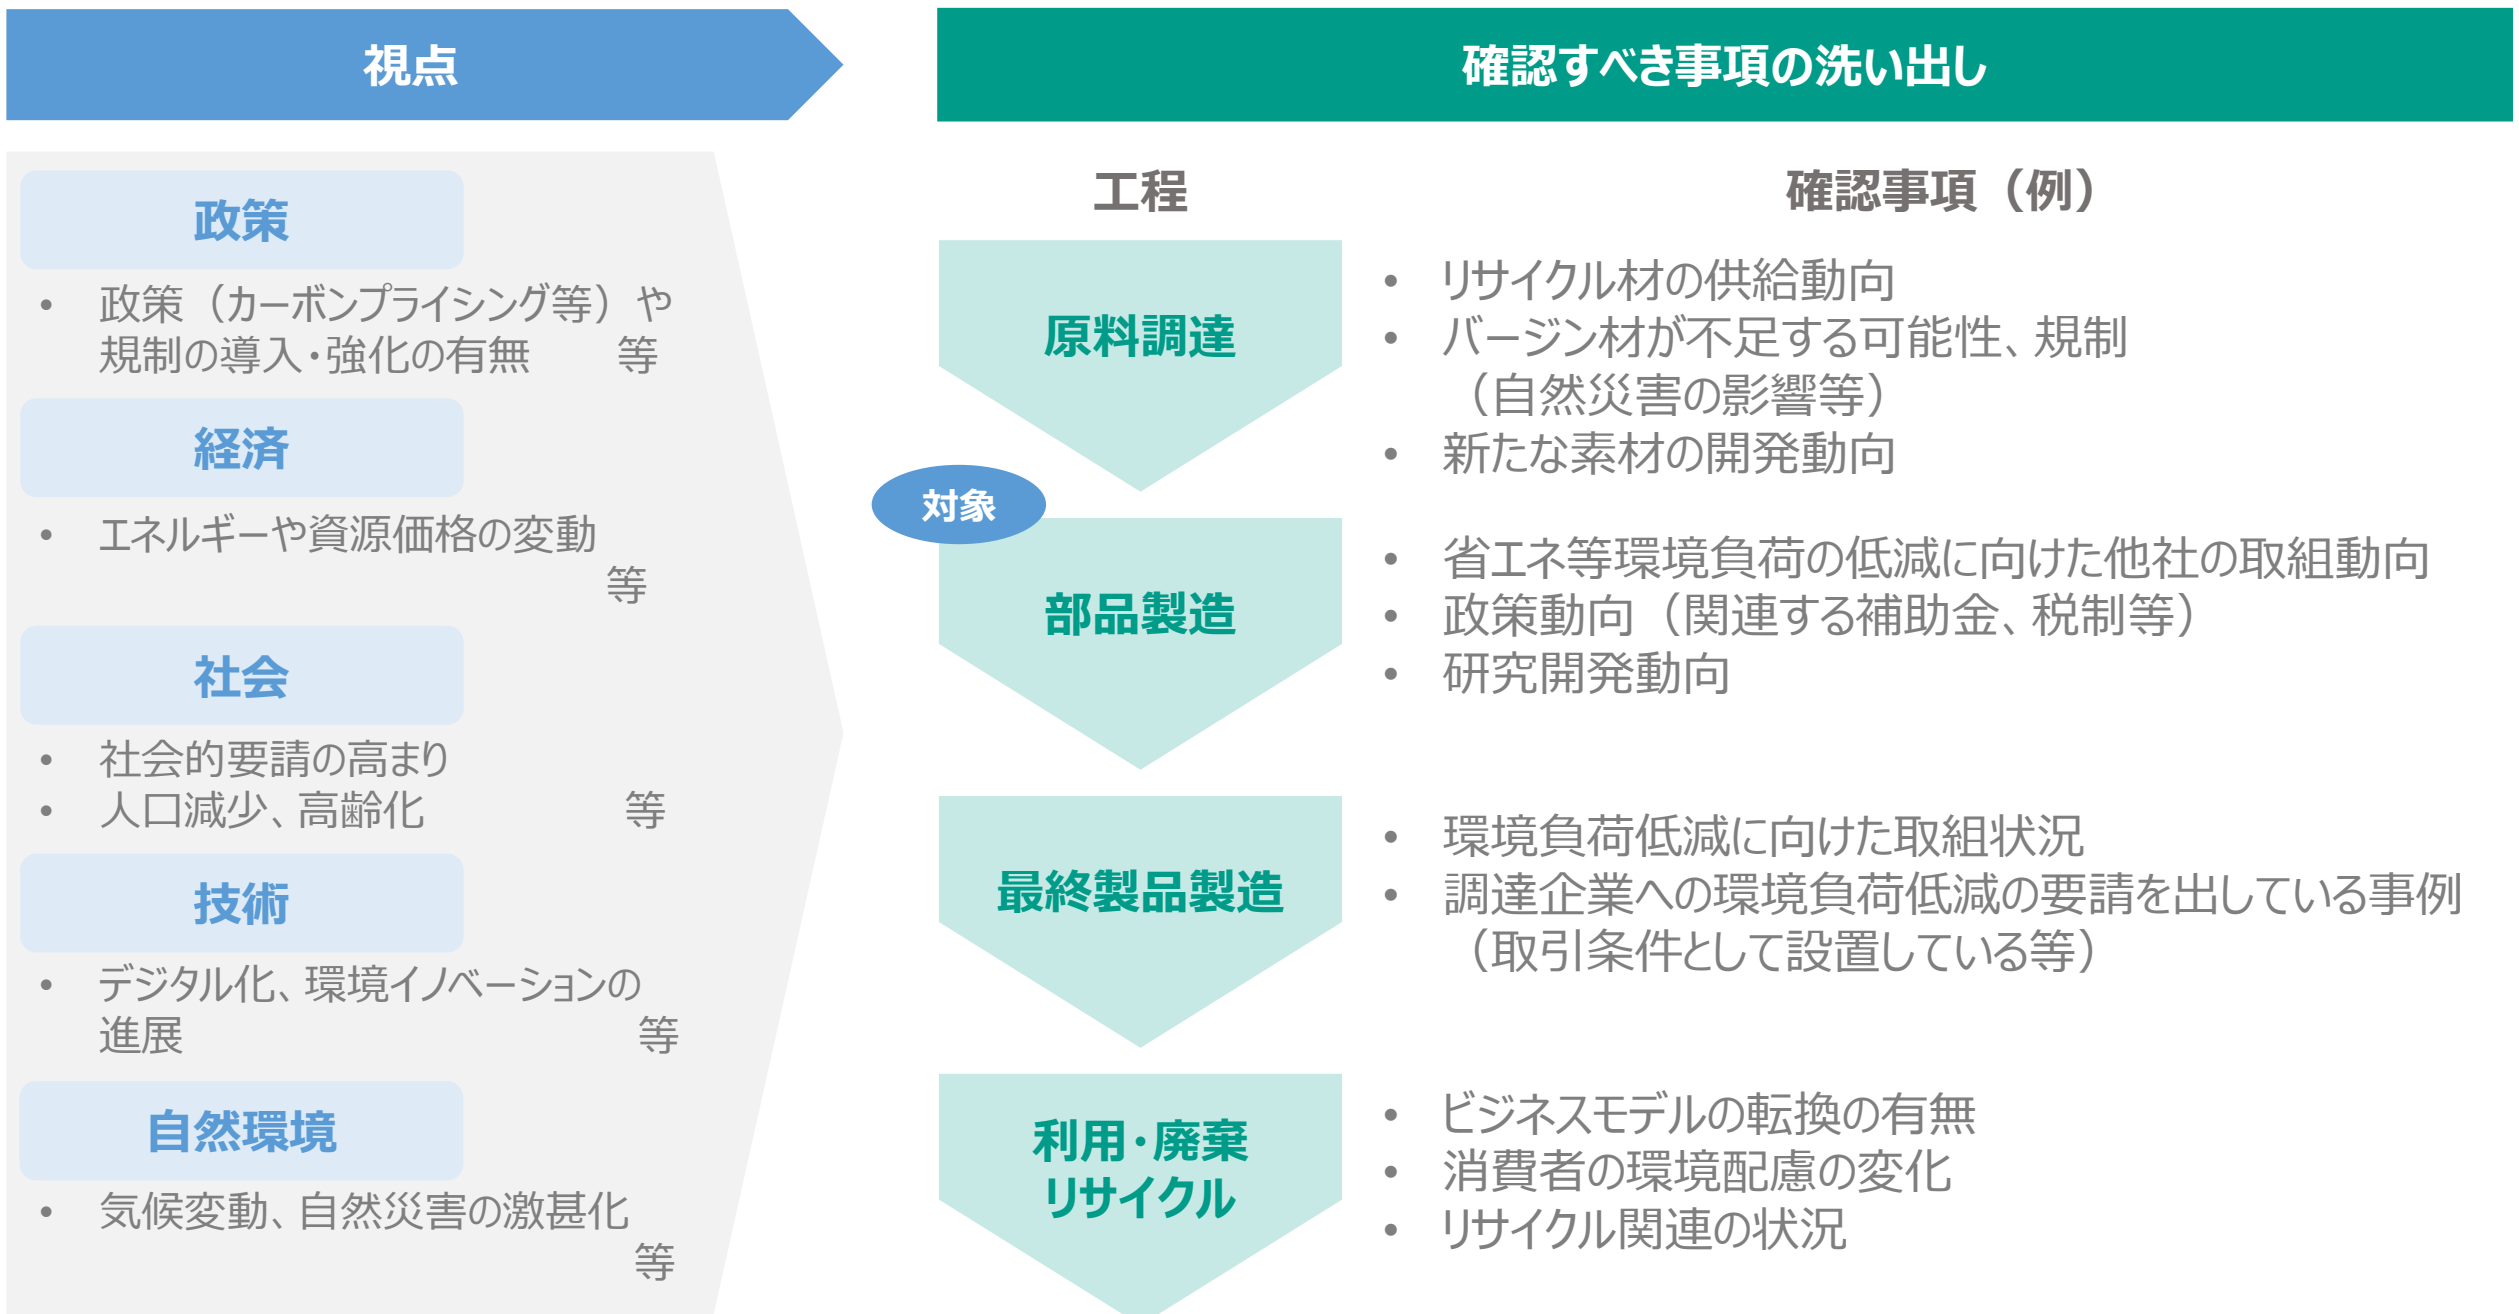 視点
政策
• 政策（カーボンプライシング等）や
規制の導入・強化の有無 等
経済
• エネルギーや資源価格の変動
等
社会
• 社会的要請の高まり
• 人口減少、高齢化 等
技術
• デジタル化、環境イノベーションの
進展 等
自然環境
• 気候変動、自然災害の激甚化
等
確認すべき事項の洗い出し
工程
確認事項（例）
原料調達
• リサイクル材の供給動向
• バージン材が不足する可能性、規制
（自然災害の影響等）
• 新たな素材の開発動向
対象
部品製造
• 省エネ等環境負荷の低減に向けた他社の取組動向
• 政策動向（関連する補助金、税制等）
• 研究開発動向
最終製品製造
• 環境負荷低減に向けた取組状況
• 調達企業への環境負荷低減の要請を出している事例
（取引条件として設置している等）
利用・廃棄
リサイクル
• ビジネスモデルの転換の有無
• 消費者の環境配慮の変化
• リサイクル関連の状況